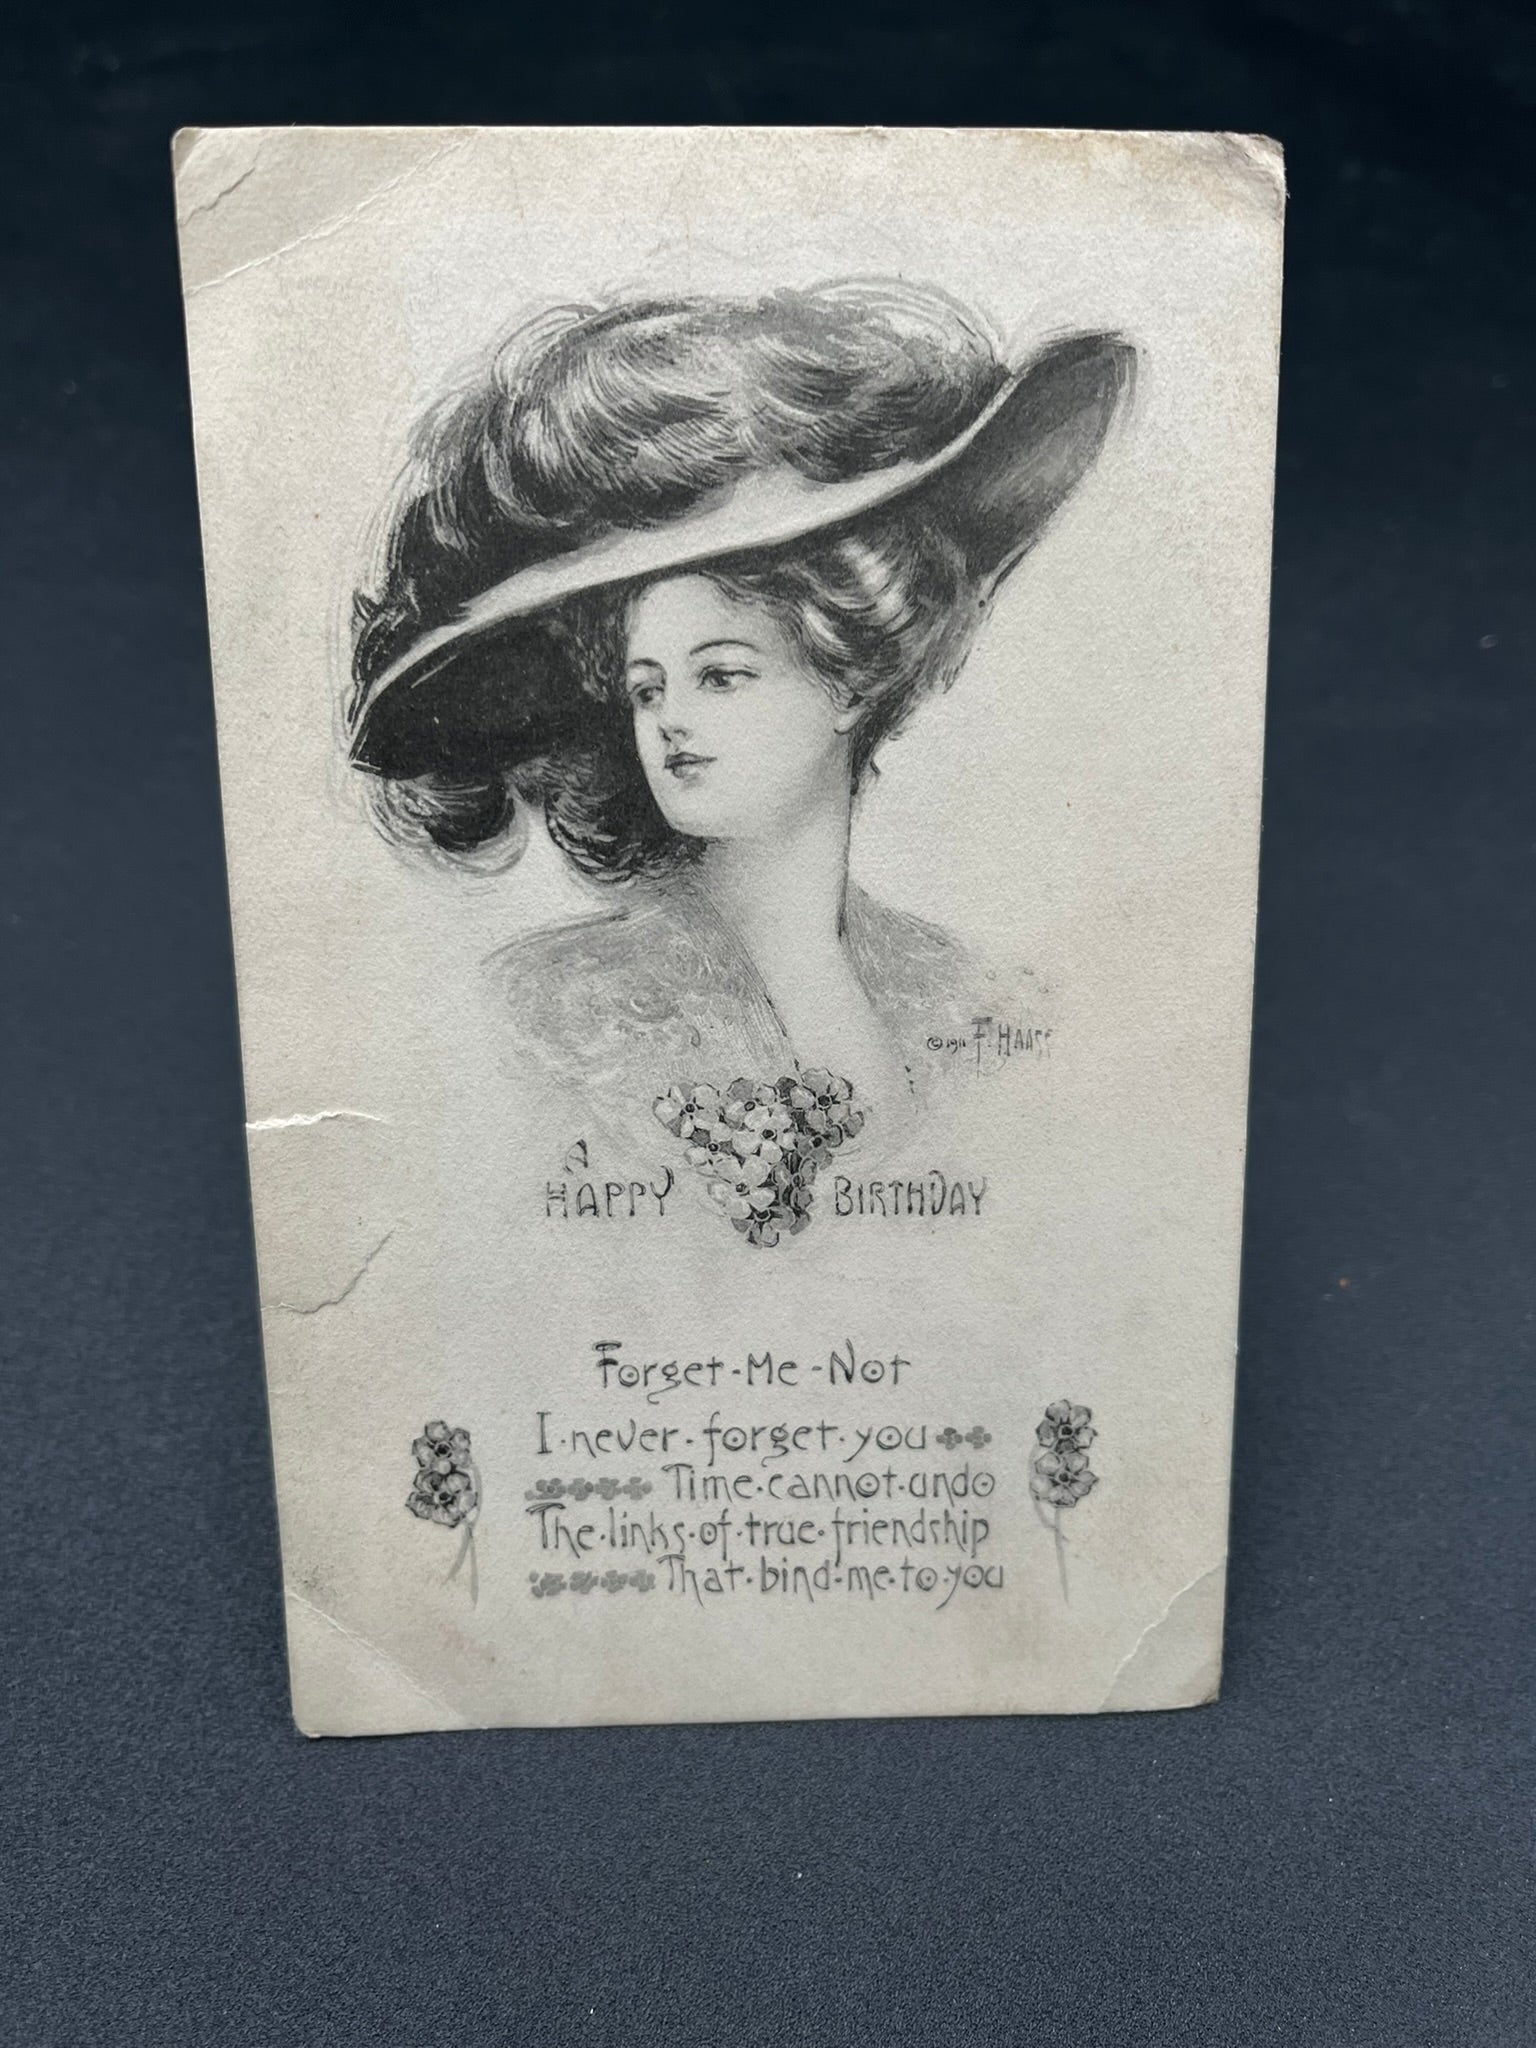 © 1911 F. HAASE
A
HAPPY BIRTHDAY
Forget-Me-Not
I·never·forget·you
Time·cannot·undo
The·links·of·true·friendship
That·bind·me·to·you